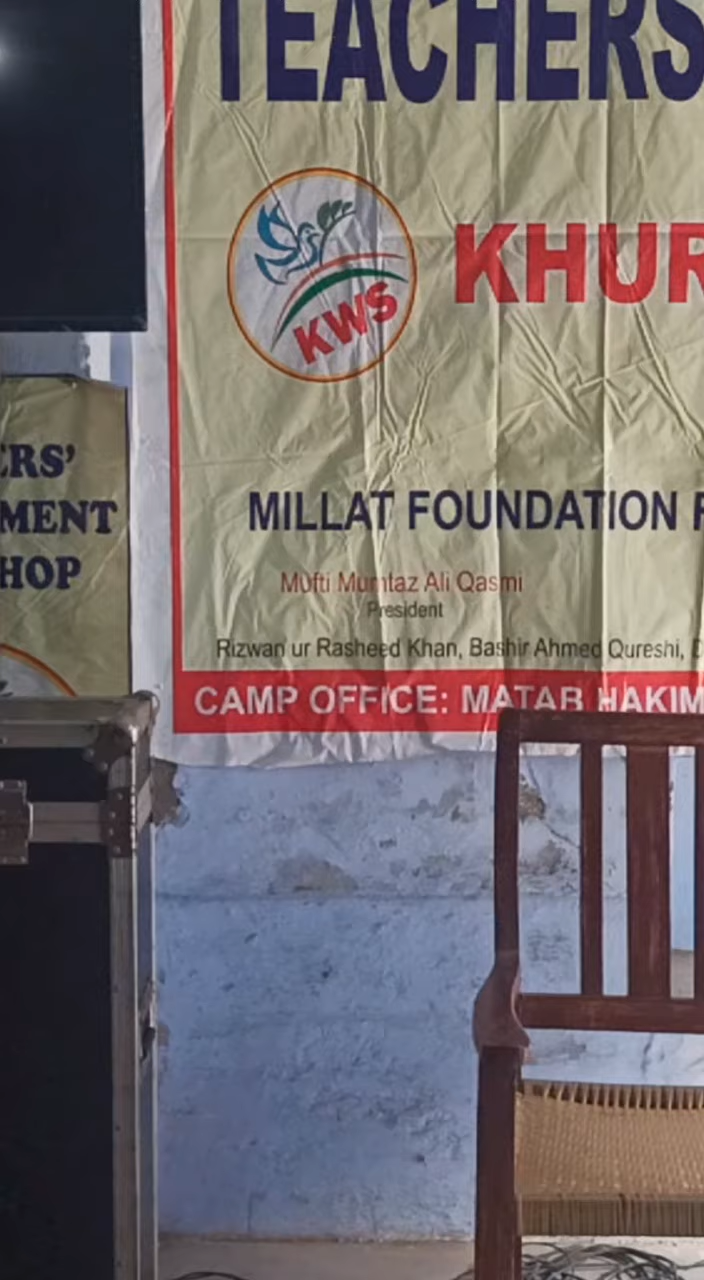 TEACHERS
KWS
KHUR
MILLAT FOUNDATION
Mufti Mumtaz Ali Qasmi
President
Rizwan ur Rasheed Khan, Bashir Ahmed Qureshi,
CAMP OFFICE: MATAB HAKIM
ERS'
MENT
HOP